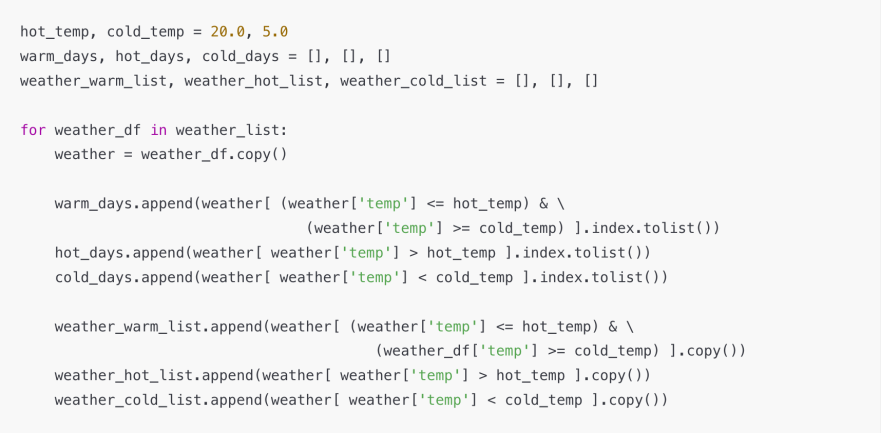 hot_temp, cold_temp = 20.0, 5.0
warm_days, hot_days, cold_days = [], [], []
weather_warm_list, weather_hot_list, weather_cold_list = [], [], []

for weather_df in weather_list:
    weather = weather_df.copy()

    warm_days.append(weather[ (weather['temp'] <= hot_temp) & \
                                 (weather['temp'] >= cold_temp) ].index.tolist())
    hot_days.append(weather[ weather['temp'] > hot_temp ].index.tolist())
    cold_days.append(weather[ weather['temp'] < cold_temp ].index.tolist())

    weather_warm_list.append(weather[ (weather['temp'] <= hot_temp) & \
                                         (weather_df['temp'] >= cold_temp) ].copy())
    weather_hot_list.append(weather[ weather['temp'] > hot_temp ].copy())
    weather_cold_list.append(weather[ weather['temp'] < cold_temp ].copy())